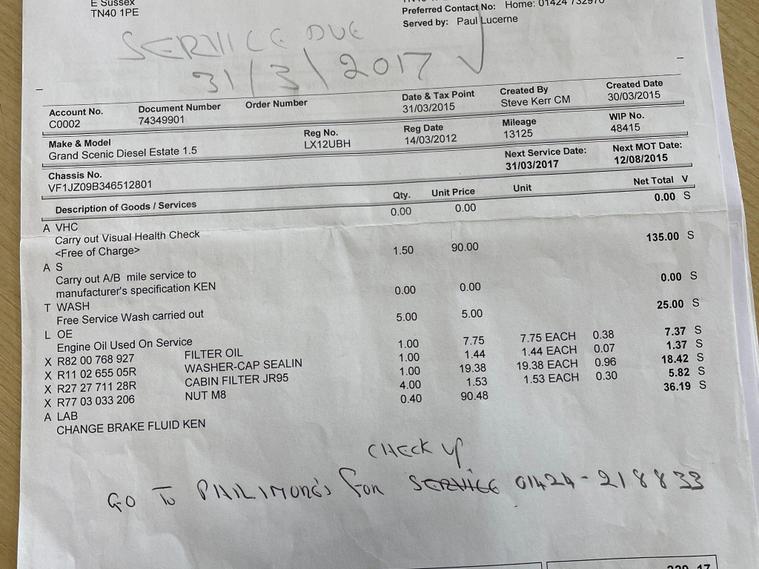 E Sussex
TN40 1PE
Preferred Contact No: Home: 01424 732970
Served by: Paul Lucerne
SERVICE DUE
31/3/2017
Account No. Document Number Order Number Date & Tax Point Created By Created Date
C0002 74349901 31/03/2015 Steve Kerr CM 30/03/2015
Make & Model Reg No. Reg Date Mileage WIP No.
Grand Scenic Diesel Estate 1.5 LX12UBH 14/03/2012 13125 48415
Chassis No. Next Service Date: Next MOT Date:
VF1JZ09B346512801 31/03/2017 12/08/2015
Description of Goods / Services Qty. Unit Price Unit Net Total V
A VHC 0.00 0.00 0.00 S
Carry out Visual Health Check
<Free of Charge>
A S 1.50 90.00 135.00 S
Carry out A/B mile service to
manufacturer's specification KEN
T WASH 0.00 0.00 0.00 S
Free Service Wash carried out
L OE 5.00 5.00 25.00 S
Engine Oil Used On Service
X R82 00 768 927 FILTER OIL 1.00 7.75 7.75 EACH 0.38 7.37 S
X R11 02 655 05R WASHER-CAP SEALIN 1.00 1.44 1.44 EACH 0.07 1.37 S
X R27 27 711 28R CABIN FILTER JR95 1.00 19.38 19.38 EACH 0.96 18.42 S
X R77 03 033 206 NUT M8 4.00 1.53 1.53 EACH 0.30 5.82 S
A LAB 0.40 90.48 36.19 S
CHANGE BRAKE FLUID KEN
CHECK UP
GO TO PHILIMORE'S FOR SERVICE 01424-218833